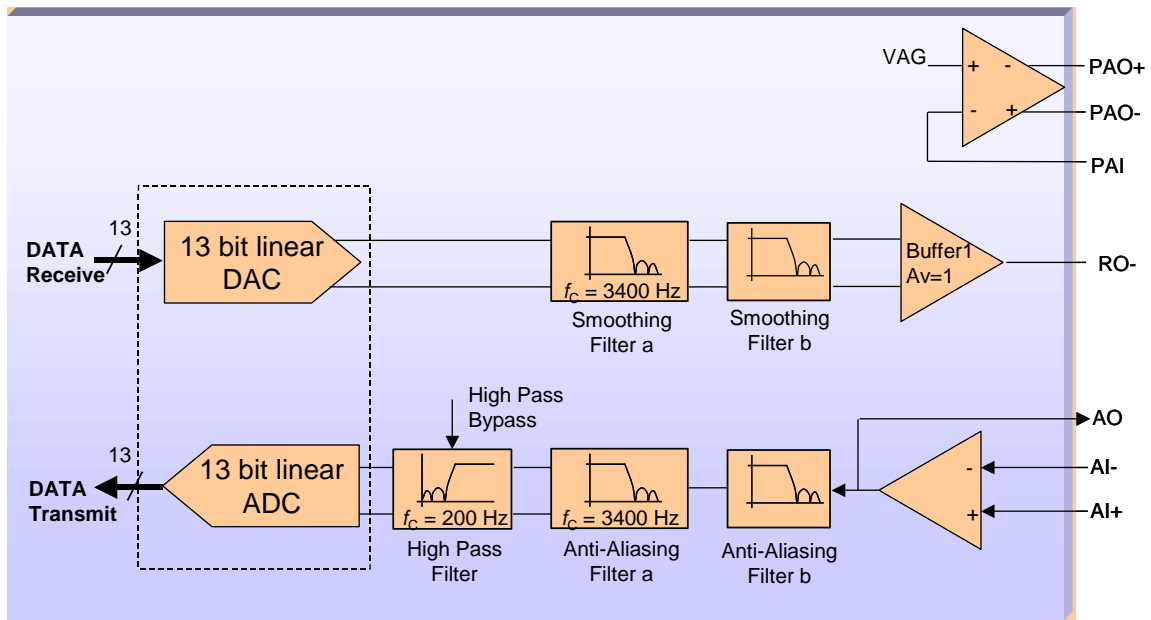 VAG
+
-
PAO+
-
+
PAO-
PAI
13
DATA
Receive
13 bit linear
DAC
fC = 3400 Hz
Smoothing
Filter a
Smoothing
Filter b
Buffer1
Av=1
RO-
High Pass
Bypass
AO
13
DATA
Transmit
13 bit linear
ADC
fC = 200 Hz
High Pass
Filter
fC = 3400 Hz
Anti-Aliasing
Filter a
Anti-Aliasing
Filter b
-
+
AI-
AI+